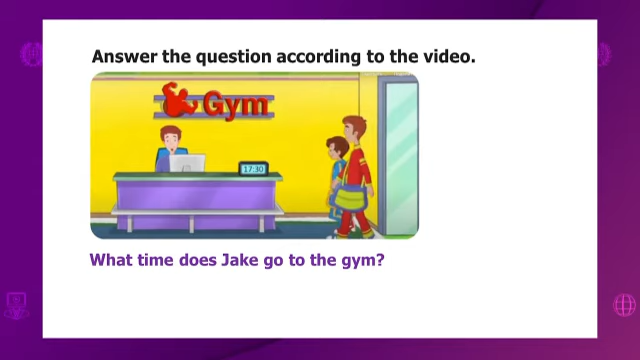 Answer the question according to the video.
Gym
17:30
What time does Jake go to the gym?